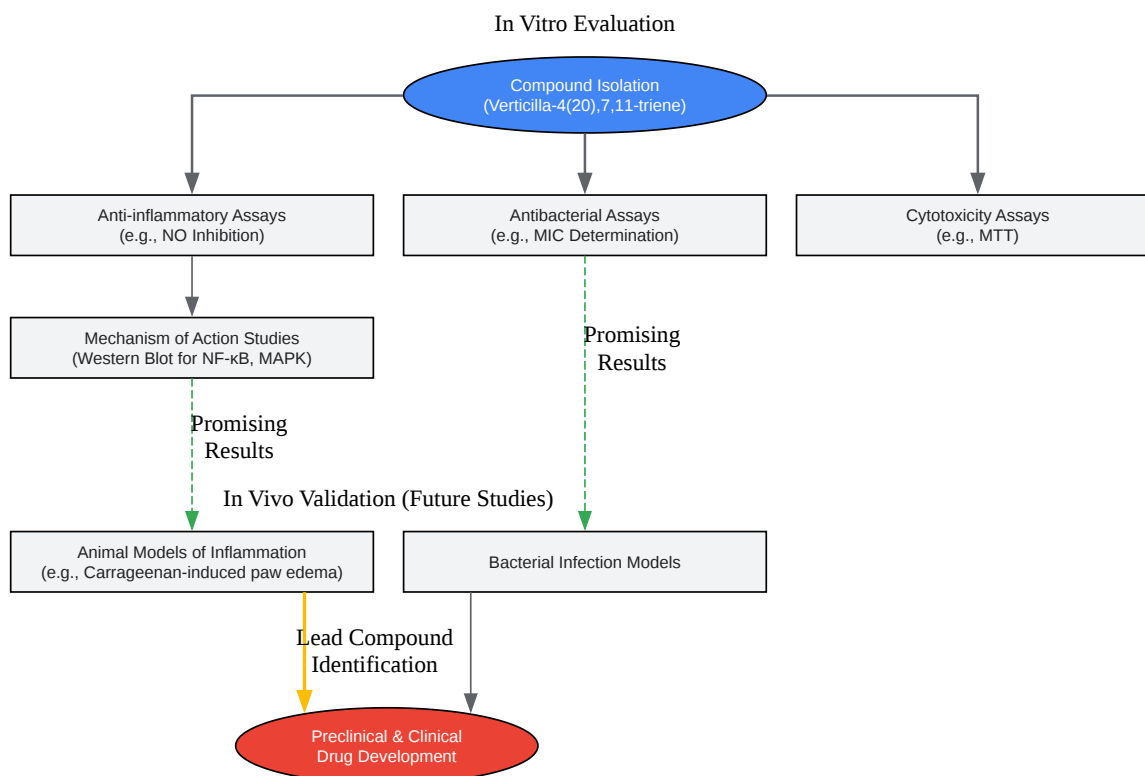 In Vitro Evaluation
Compound Isolation
(Verticilla-4(20),7,11-triene)
Anti-inflammatory Assays
(e.g., NO Inhibition)
Antibacterial Assays
(e.g., MIC Determination)
Cytotoxicity Assays
(e.g., MTT)
Mechanism of Action Studies
(Western Blot for NF-κB, MAPK)
Promising
Results
Promising
Results
In Vivo Validation (Future Studies)
Animal Models of Inflammation
(e.g., Carrageenan-induced paw edema)
Bacterial Infection Models
Lead Compound
Identification
Preclinical & Clinical
Drug Development